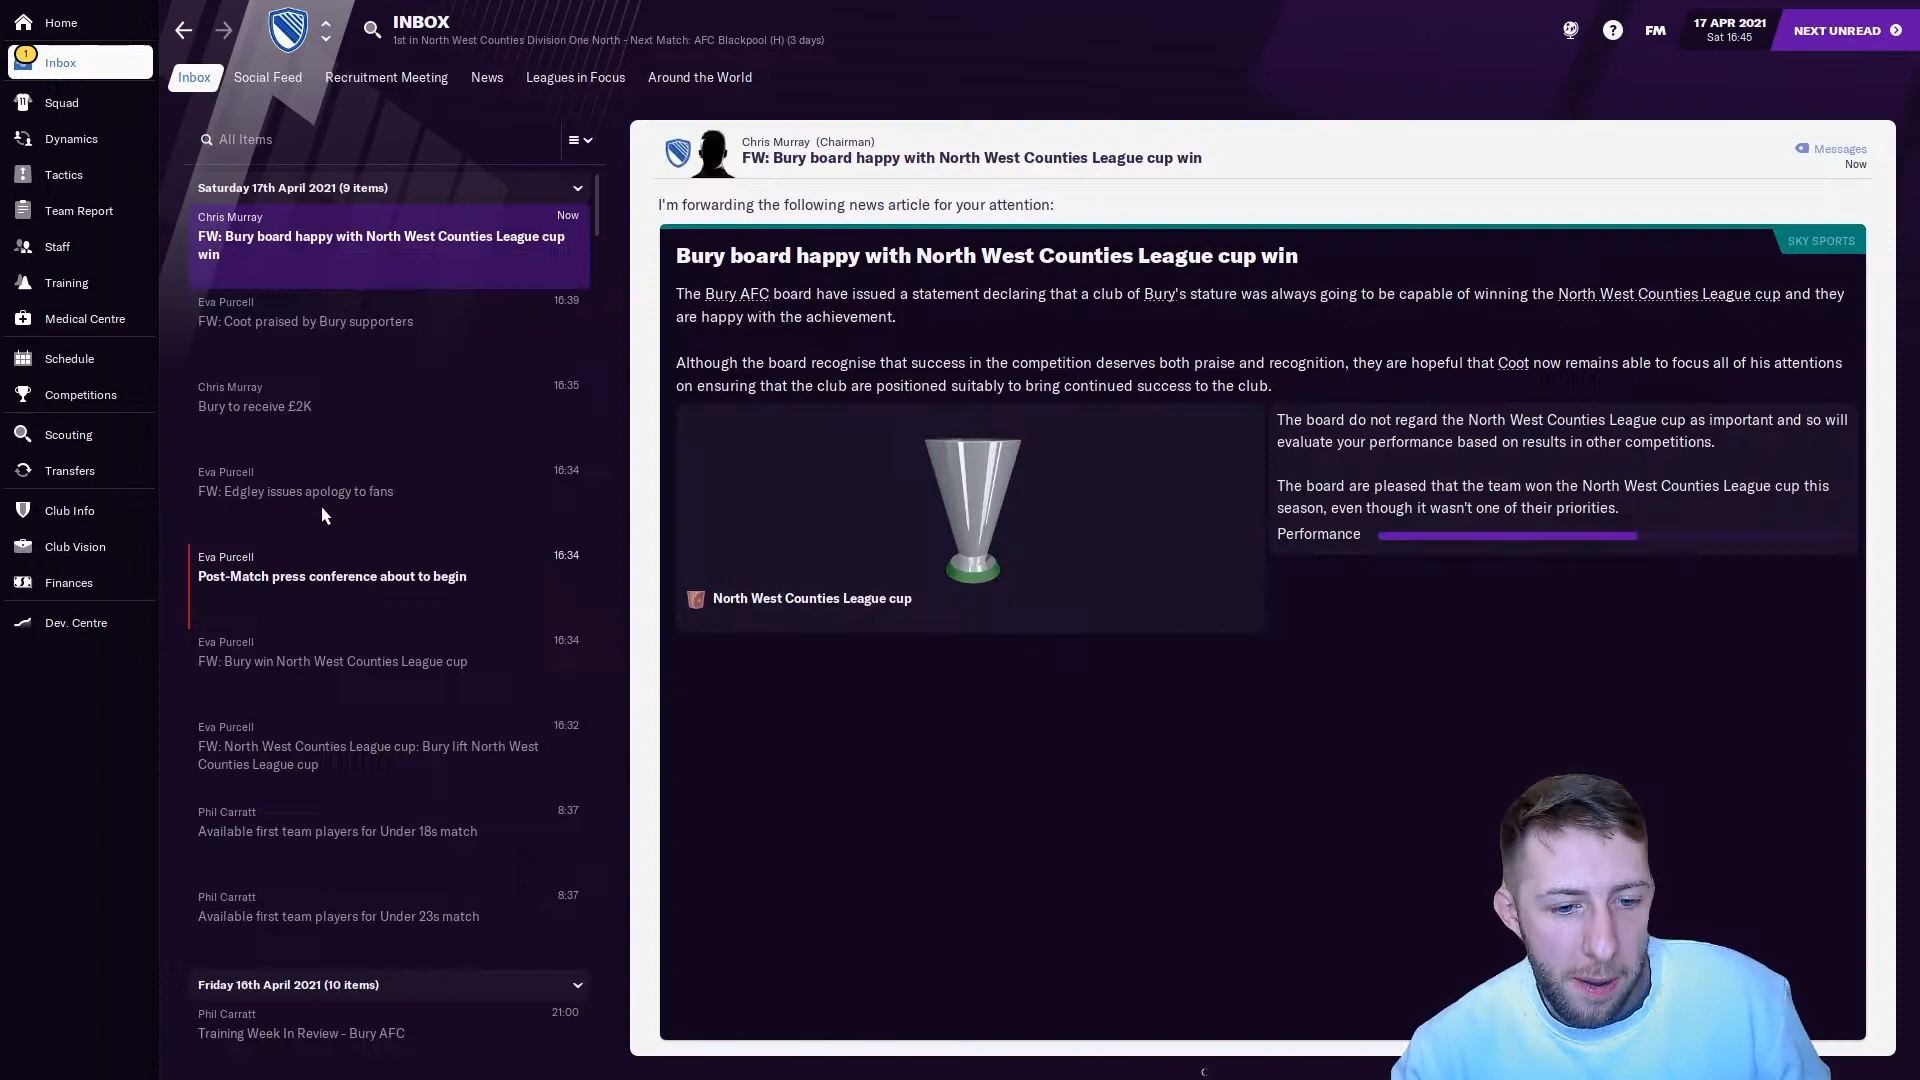 Home
1
Inbox
Squad
Dynamics
Tactics
Team Report
Staff
Training
Medical Centre
Schedule
Competitions
Scouting
Transfers
Club Info
Club Vision
Finances
Dev. Centre
INBOX
1st in North West Counties Division One North - Next Match: AFC Blackpool (H) (3 days)
FM
17 APR 2021
Sat 16:45
NEXT UNREAD
Inbox Social Feed Recruitment Meeting News Leagues in Focus Around the World
All Items
Saturday 17th April 2021 (9 items)
Chris Murray Now
FW: Bury board happy with North West Counties League cup
win
Eva Purcell 16:39
FW: Coot praised by Bury supporters
Chris Murray 16:35
Bury to receive £2K
Eva Purcell 16:34
FW: Edgley issues apology to fans
Eva Purcell 16:34
Post-Match press conference about to begin
Eva Purcell 16:34
FW: Bury win North West Counties League cup
Eva Purcell 16:32
FW: North West Counties League cup: Bury lift North West
Counties League cup
Phil Carratt 8:37
Available first team players for Under 18s match
Phil Carratt 8:37
Available first team players for Under 23s match
Friday 16th April 2021 (10 items)
Phil Carratt 21:00
Training Week In Review - Bury AFC
Chris Murray (Chairman)
FW: Bury board happy with North West Counties League cup win
Messages
Now
I'm forwarding the following news article for your attention:
SKY SPORTS
Bury board happy with North West Counties League cup win
The Bury AFC board have issued a statement declaring that a club of Bury's stature was always going to be capable of winning the North West Counties League cup and they
are happy with the achievement.
Although the board recognise that success in the competition deserves both praise and recognition, they are hopeful that Coot now remains able to focus all of his attentions
on ensuring that the club are positioned suitably to bring continued success to the club.
The board do not regard the North West Counties League cup as important and so will
evaluate your performance based on results in other competitions.
The board are pleased that the team won the North West Counties League cup this
season, even though it wasn't one of their priorities.
Performance
North West Counties League cup